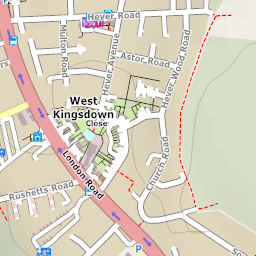 Hever Road
Multon Road
Hever Avenue
Astor Road
Hever Wood Road
West
Kingsdown
Close
London Road
Church Road
Rushetts Road
P